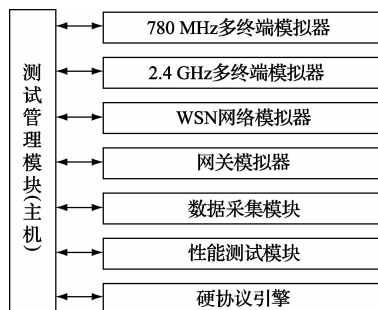 测试管理模块(主机)
780 MHz多终端模拟器
2.4 GHz多终端模拟器
WSN网络模拟器
网关模拟器
数据采集模块
性能测试模块
硬协议引擎